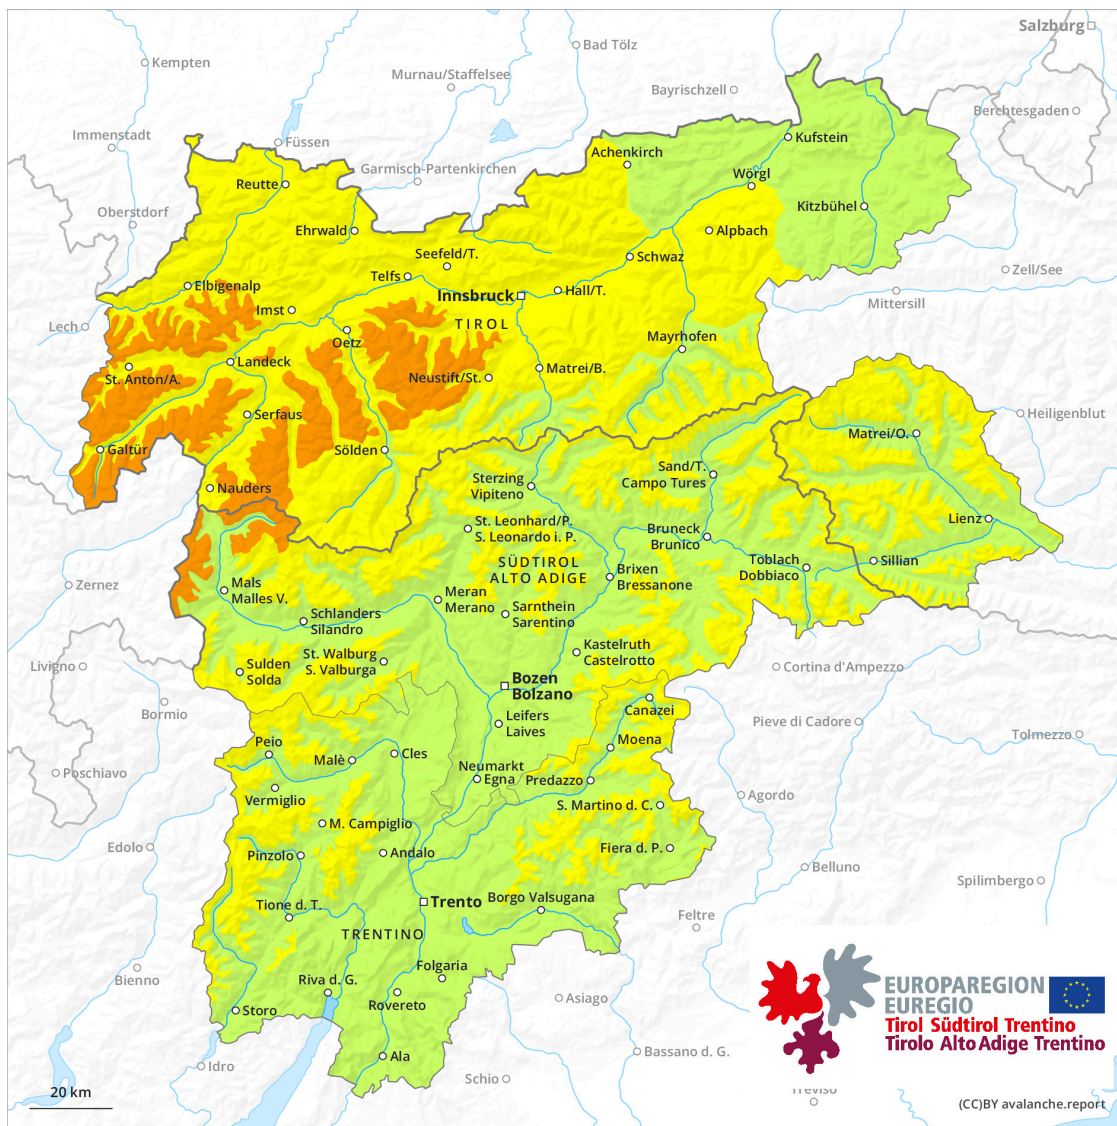 Salzburg
Bad Tölz
Kempten
Murnau/Staffelsee
Bayrischzell
Berchtesgaden
Immenstadt
Füssen
Kufstein
Achenkirch
Garmisch-Partenkirchen
Wörgl
Reutte
Kitzbühel
Oberstdorf
Ehrwald
Alpbach
Seefeld/T.
Schwaz
Telfs
Zell/See
Elbigenalp
Innsbruck
Hall/T.
Mittersill
Imst
TIROL
Lech
Oetz
Mayrhofen
Landeck
Matrei/B.
St. Anton/A.
Neustift/St.
Serfaus
Heiligenblut
Matrei/O.
Galtür
Sölden
Sand/T.
Campo Tures
Sterzing
Vipiteno
Nauders
Lienz
St. Leonhard/P.
S. Leonardo i. P.
Bruneck
Brunico
SÜDTIROL
ALTO ADIGE
Toblach
Dobbiaco
Sillian
Brixen
Bressanone
Zernez
Mals
Malles V.
Meran
Merano
Sarnthein
Sarentino
Schlanders
Silandro
Kastelruth
Castelrotto
St. Walburg
S. Valburga
Livigno
Sulden
Solda
Cortina d'Ampezzo
Bozen
Bolzano
Canazei
Bormio
Leifers
Laives
Pieve di Cadore
Moena
Tolmezzo
Peio
Cles
Malè
Neumarkt
Egna
Predazzo
Poschiavo
Vermiglio
Agordo
S. Martino d. C.
M. Campiglio
Edolo
Fiera d. P.
Pinzolo
Andalo
Belluno
Spilimbergo
Borgo Valsugana
Trento
Tione d. T.
Feltre
TRENTINO
Folgaria
Bienno
Riva d. G.
Rovereto
Asiago
Storo
EUROPAREGION
EUREGIO
Tirol Südtirol Trentino
Tirolo Alto Adige Trentino
Ala
Idro
Bassano d. G.
Schio
Treviso
20 km
(CC)BY avalanche.report